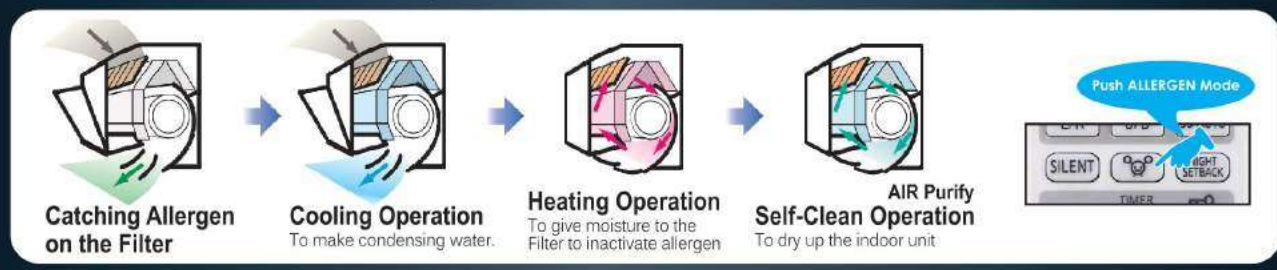 Catching Allergen
on the Filter
Cooling Operation
To make condensing water.
Heating Operation
To give moisture to the
Filter to inactivate allergen
AIR Purify
Self-Clean Operation
To dry up the indoor unit
Push ALLERGEN Mode
SILENT
SETBACK
TIMER